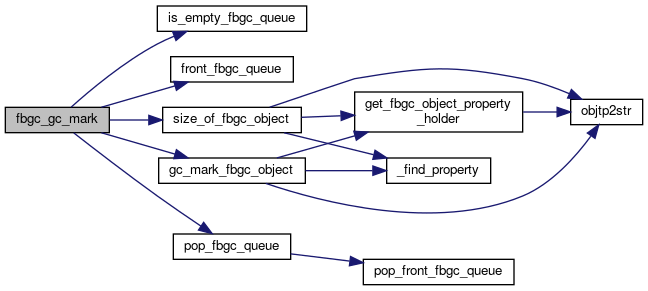 is_empty_fbgc_queue
front_fbgc_queue
fbgc_gc_mark
size_of_fbgc_object
get_fbgc_object_property
_holder
objtp2str
gc_mark_fbgc_object
_find_property
pop_fbgc_queue
pop_front_fbgc_queue